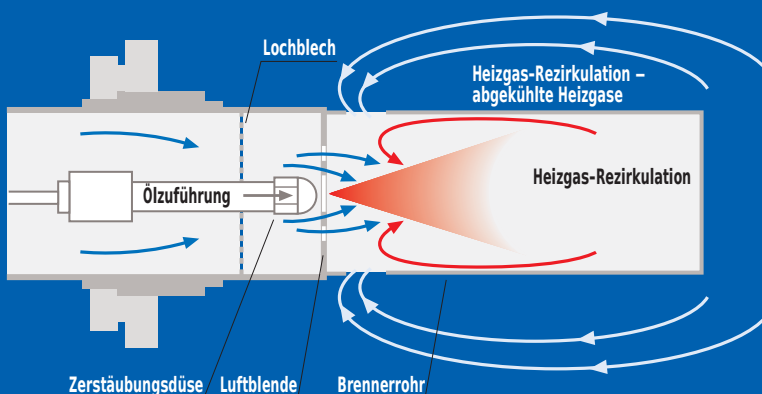 Lochblech
Heizgas-Rezirkulation –
abgekühlte Heizgase
Heizgas-Rezirkulation
Ölzuführung
Zerstäubungsdüse
Luftblende
Brennerrohr